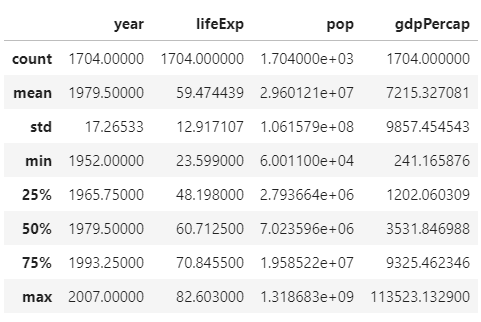 year lifeExp pop gdpPercap
count 1704.00000 1704.000000 1.704000e+03 1704.000000
mean 1979.50000 59.474439 2.960121e+07 7215.327081
std 17.26533 12.917107 1.061579e+08 9857.454543
min 1952.00000 23.599000 6.001100e+04 241.165876
25% 1965.75000 48.198000 2.793664e+06 1202.060309
50% 1979.50000 60.712500 7.023596e+06 3531.846988
75% 1993.25000 70.845500 1.958522e+07 9325.462346
max 2007.00000 82.603000 1.318683e+09 113523.132900